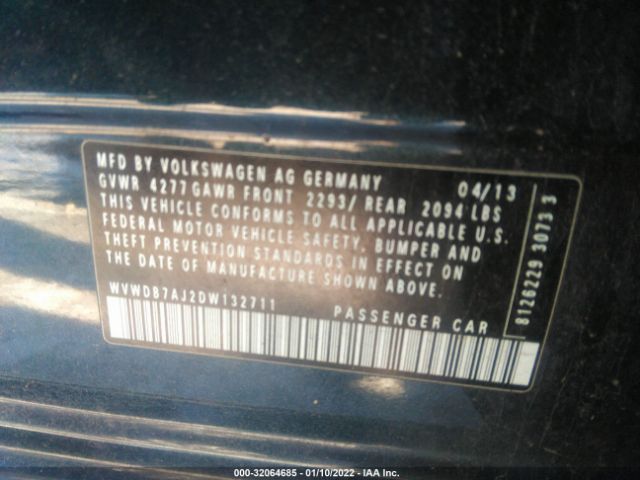 MFD BY VOLKSWAGEN AG GERMANY 04/13
GVWR 4277 GAWR FRONT 2293/ REAR 2094 LBS
THIS VEHICLE CONFORMS TO ALL APPLICABLE U.S.
FEDERAL MOTOR VEHICLE SAFETY, BUMPER AND
THEFT PREVENTION STANDARDS IN EFFECT ON
THE DATE OF MANUFACTURE SHOWN ABOVE.
WVWDB7AJ2DW132711 PASSENGER CAR
8126229 3073 3
000-32064685 - 01/10/2022 - IAA Inc.